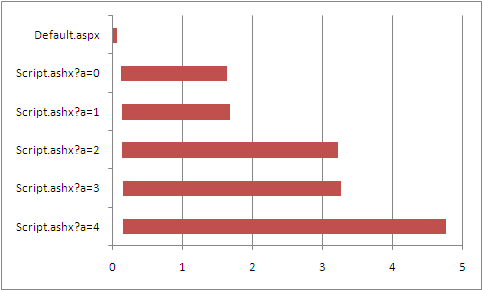 Default.aspx
Script.ashx?a=0
Script.ashx?a=1
Script.ashx?a=2
Script.ashx?a=3
Script.ashx?a=4
0 1 2 3 4 5